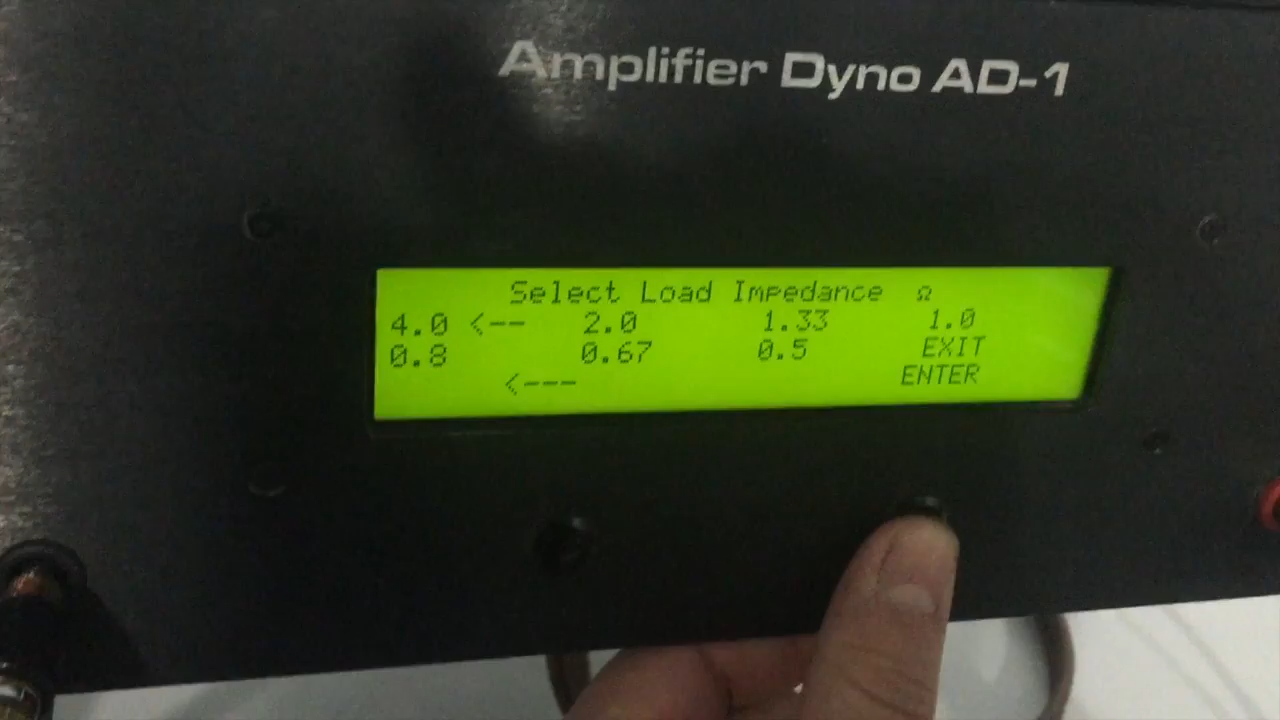 Amplifier Dyno AD-1
Select Load Impedance Ω
4.0 <-- 2.0 1.33 1.0
0.8 0.67 0.5 EXIT
<--- ENTER